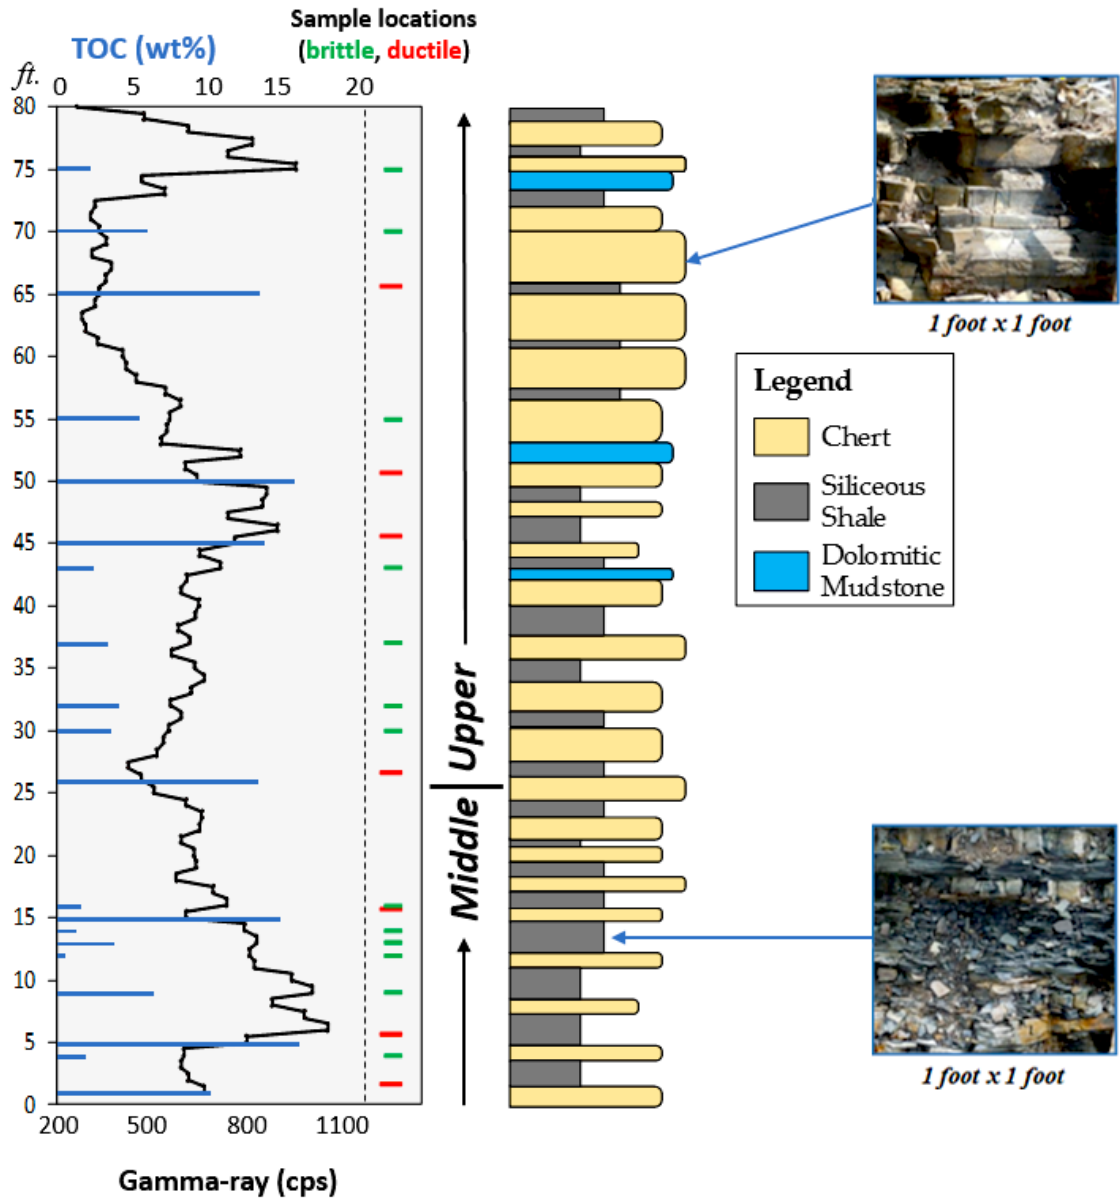 Sample locations
(brittle, ductile)
TOC (wt%)
ft.
0 5 10 15 20
80
75
70
65
60
55
50
45
40
35
30
25
20
15
10
5
0
200 500 800 1100
Gamma-ray (cps)
Upper
Middle
1 foot x 1 foot
Legend
Chert
Siliceous
Shale
Dolomitic
Mudstone
1 foot x 1 foot